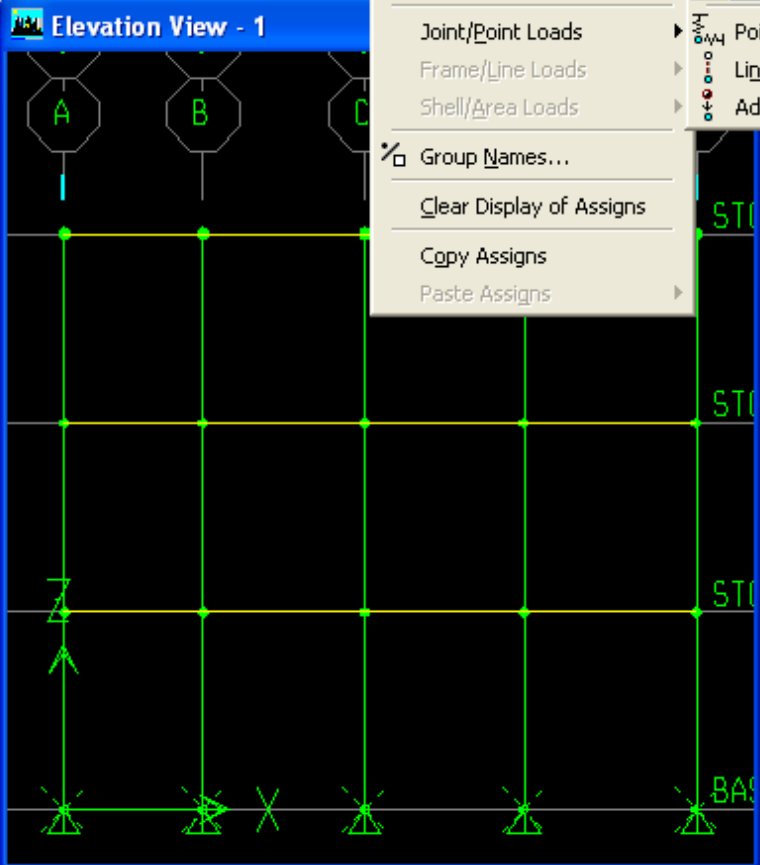 Elevation View - 1
Joint/Point Loads
Frame/Line Loads
Shell/Area Loads
Group Names...
Clear Display of Assigns
Copy Assigns
Paste Assigns
A
B
C
Z
X